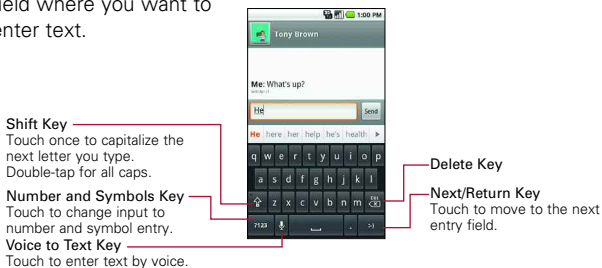 field where you want to
enter text.
1:00 PM
Tony Brown
Me: What's up?
He
Send
He here her help he's health
q w e r t y u i o p
a s d f g h j k l
z x c v b n m DEL
?123 . :-)
Shift Key
Touch once to capitalize the
next letter you type.
Double-tap for all caps.
Number and Symbols Key
Touch to change input to
number and symbol entry.
Voice to Text Key
Touch to enter text by voice.
Delete Key
Next/Return Key
Touch to move to the next
entry field.